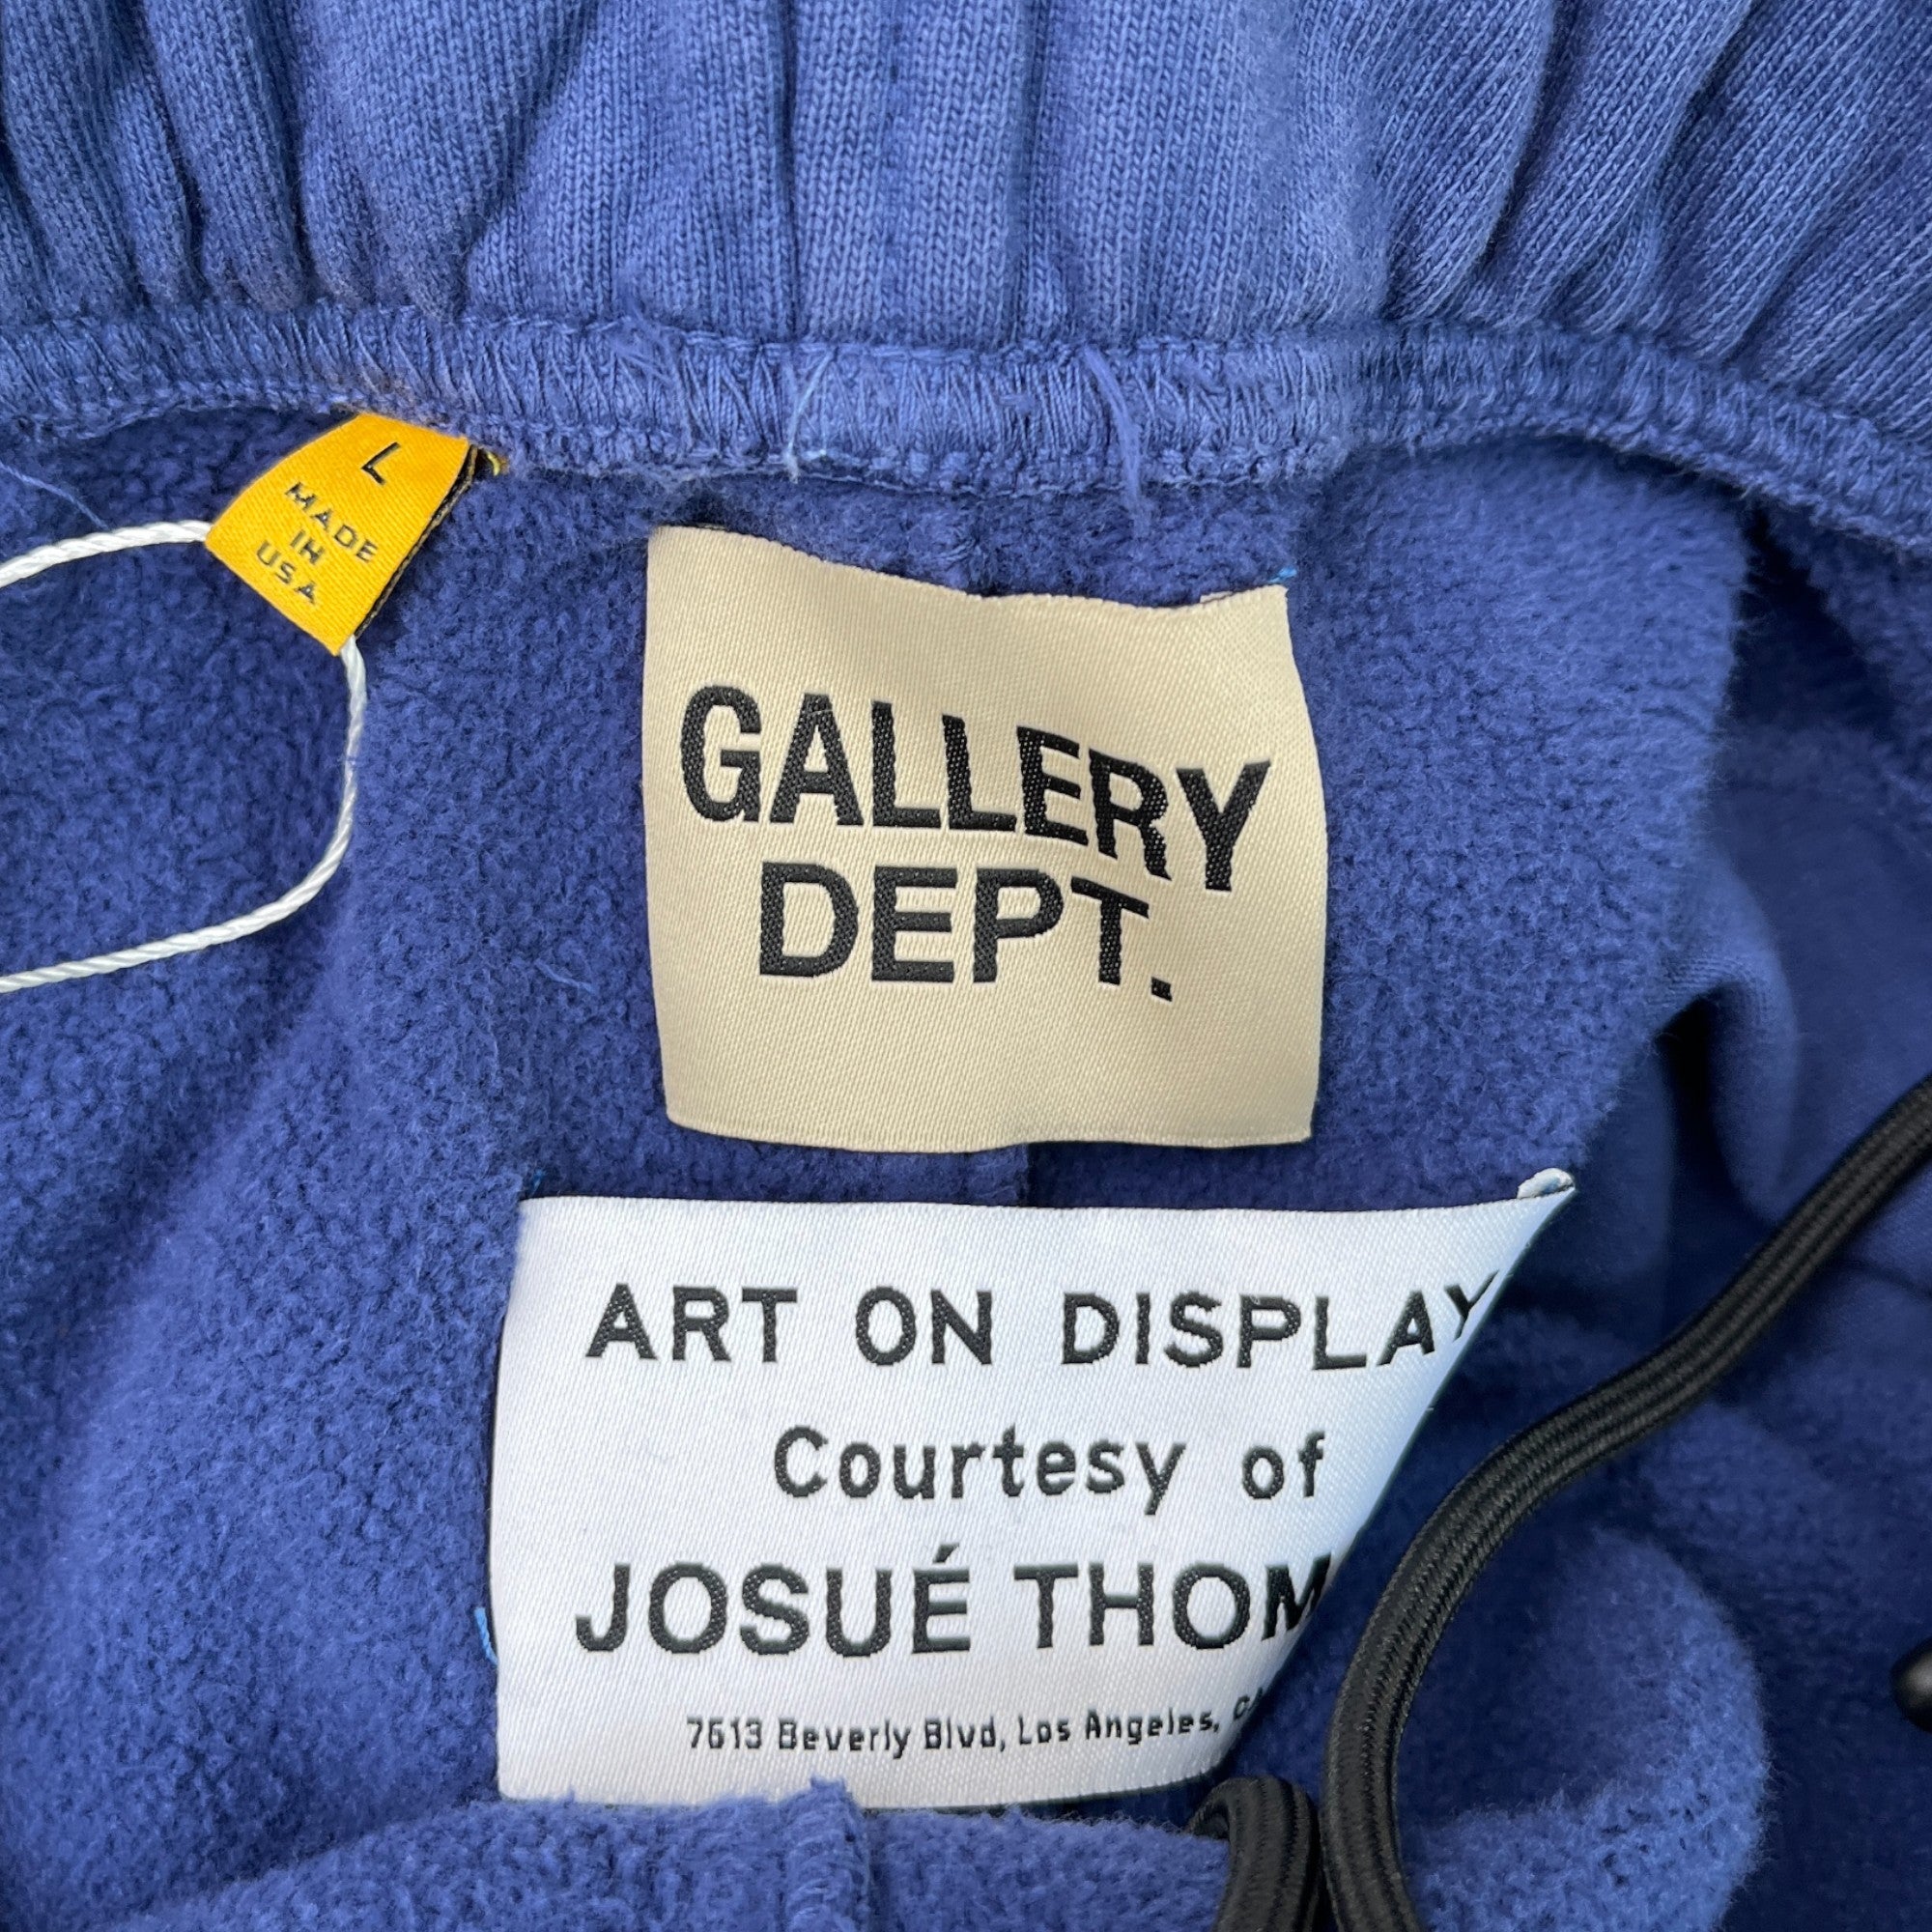 L
MADE
IN
USA
GALLERY
DEPT.
ART ON DISPLAY
Courtesy of
JOSUÉ THOM
7613 Beverly Blvd, Los Angeles,